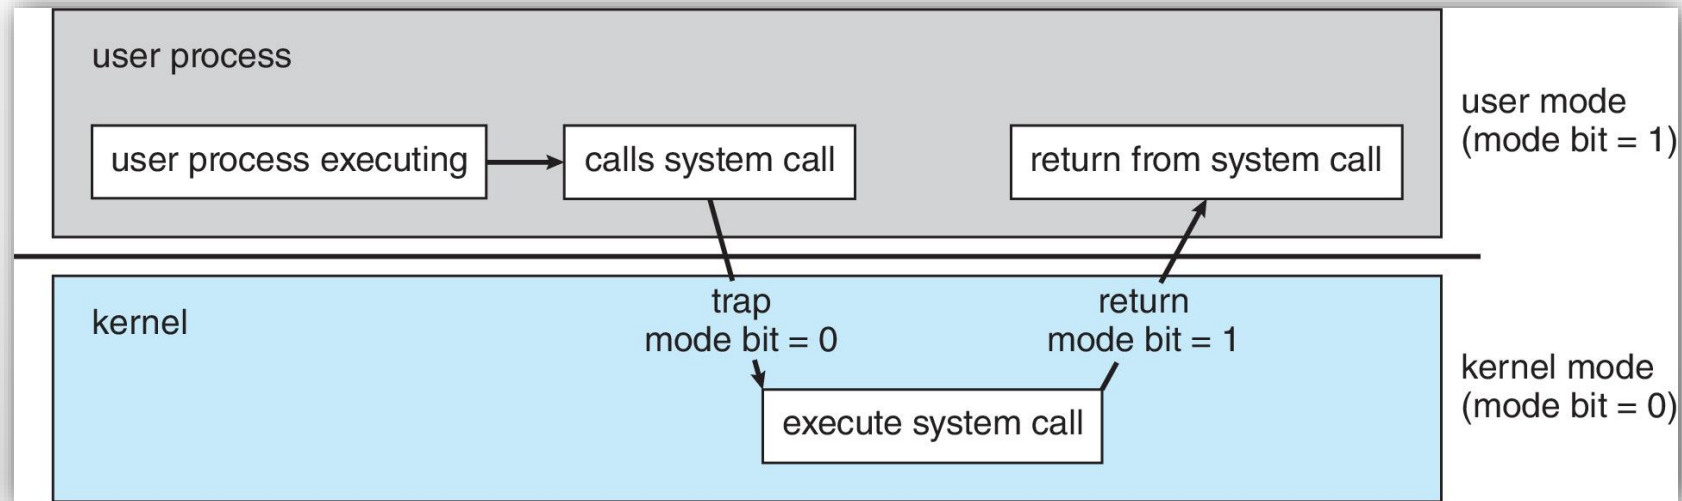 user process
user process executing
calls system call
return from system call
user mode
(mode bit = 1)
kernel
trap
mode bit = 0
return
mode bit = 1
execute system call
kernel mode
(mode bit = 0)